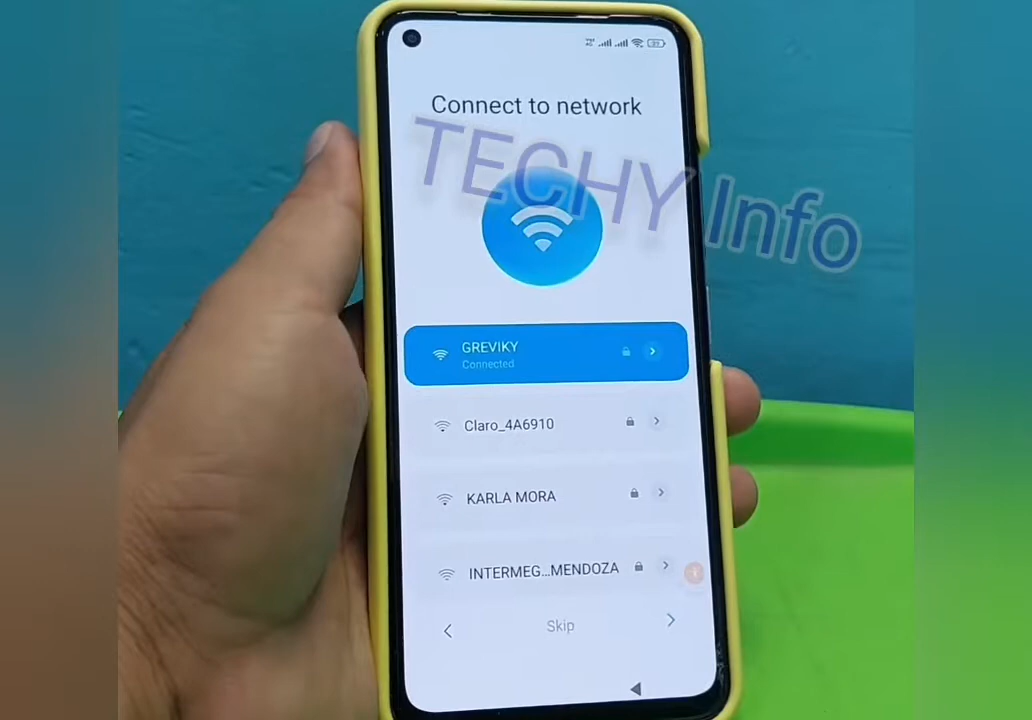 Connect to network
TECHY Info
GREVIKY
Connected
Claro_4A6910
KARLA MORA
INTERMEG...MENDOZA
Skip